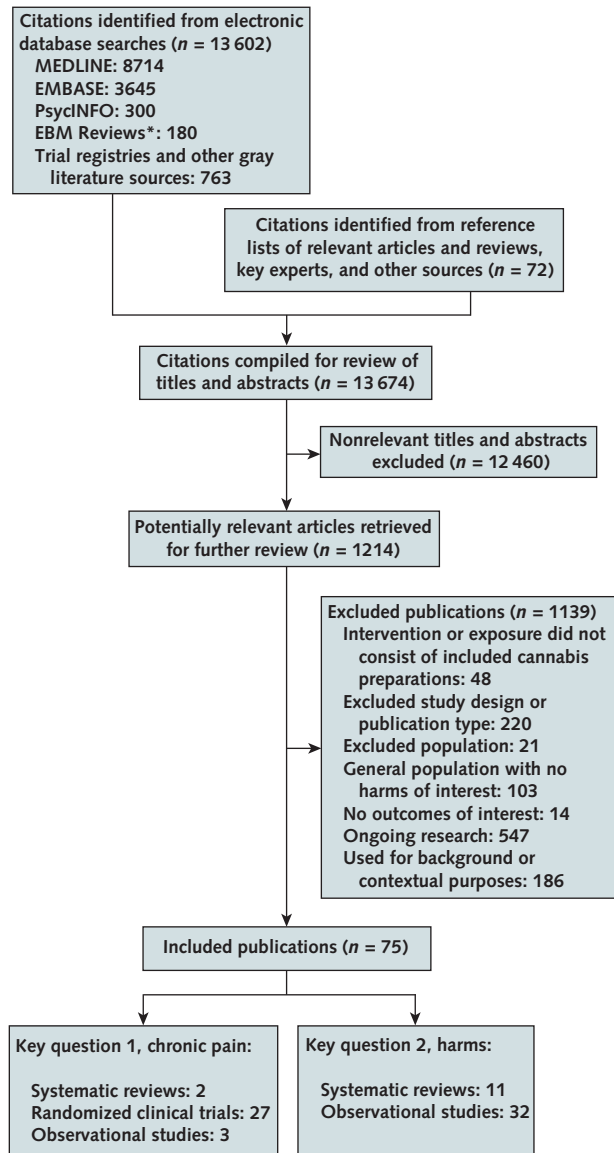 Citations identified from electronic
database searches (n = 13 602)
MEDLINE: 8714
EMBASE: 3645
PsycINFO: 300
EBM Reviews*: 180
Trial registries and other gray
literature sources: 763
Citations identified from reference
lists of relevant articles and reviews,
key experts, and other sources (n = 72)
Citations compiled for review of
titles and abstracts (n = 13 674)
Nonrelevant titles and abstracts
excluded (n = 12 460)
Potentially relevant articles retrieved
for further review (n = 1214)
Excluded publications (n = 1139)
Intervention or exposure did not
consist of included cannabis
preparations: 48
Excluded study design or
publication type: 220
Excluded population: 21
General population with no
harms of interest: 103
No outcomes of interest: 14
Ongoing research: 547
Used for background or
contextual purposes: 186
Included publications (n = 75)
Key question 1, chronic pain:
Systematic reviews: 2
Randomized clinical trials: 27
Observational studies: 3
Key question 2, harms:
Systematic reviews: 11
Observational studies: 32